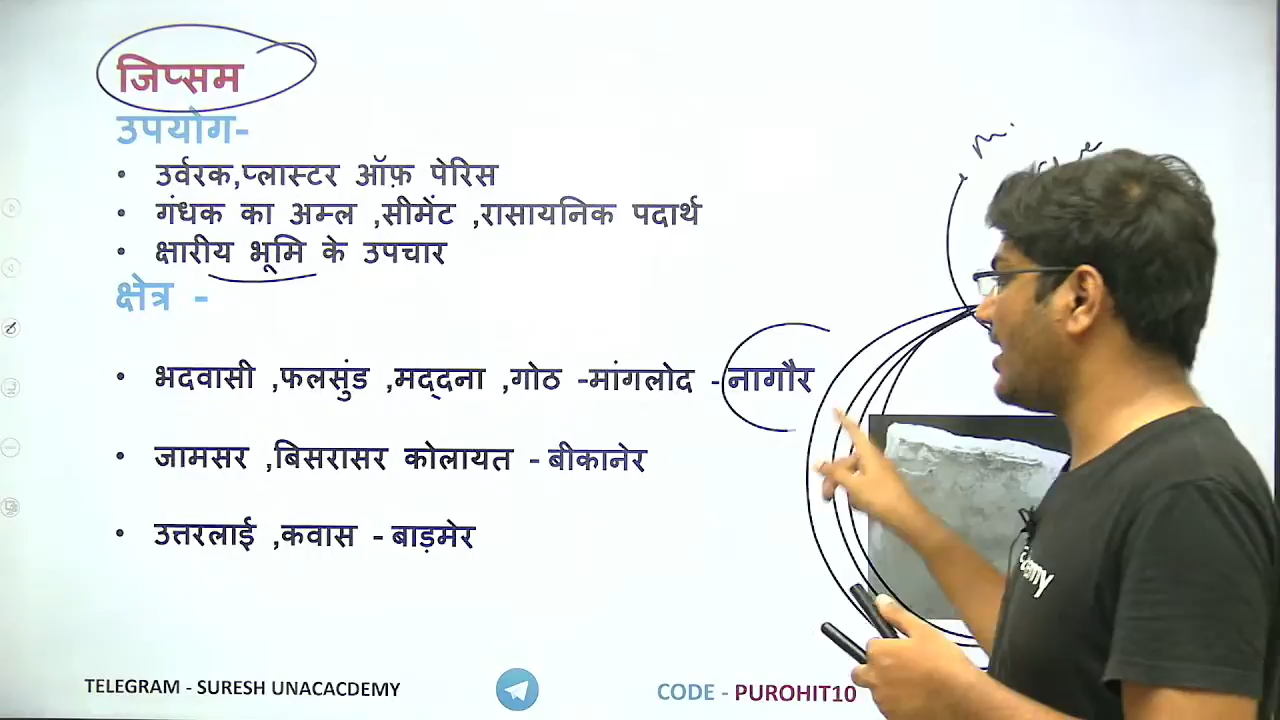 जिप्सम
उपयोग-
• उर्वरक,प्लास्टर ऑफ़ पेरिस
• गंधक का अम्ल ,सीमेंट ,रासायनिक पदार्थ
• क्षारीय भूमि के उपचार
क्षेत्र -
• भदवासी ,फलसुंड ,मद्दना ,गोठ -मांगलोद - नागौर
• जामसर ,बिसरासर कोलायत - बीकानेर
• उत्तरलाई ,कवास - बाड़मेर
TELEGRAM - SURESH UNACACDEMY
CODE - PUROHIT10